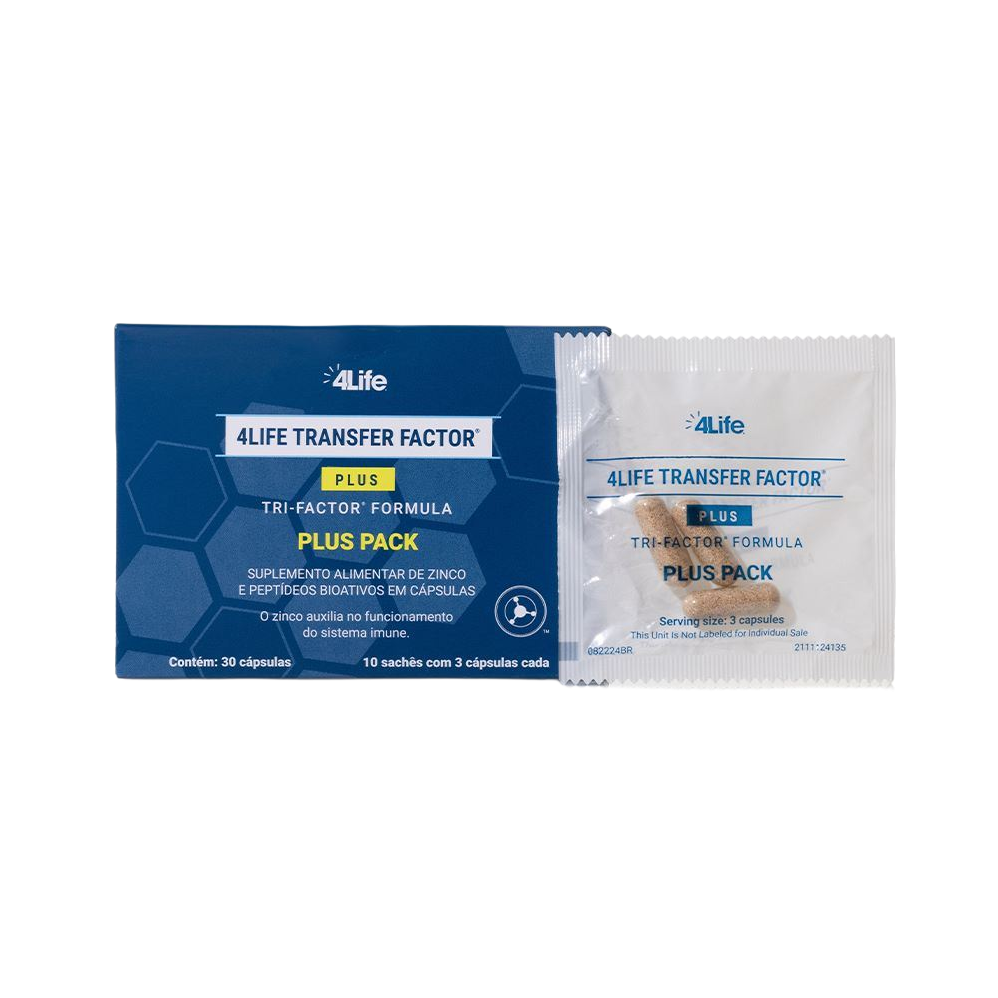 4Life
4LIFE TRANSFER FACTOR®
PLUS
TRI-FACTOR® FORMULA
PLUS PACK
SUPLEMENTO ALIMENTAR DE ZINCO
E PEPTÍDEOS BIOATIVOS EM CÁPSULAS
O zinco auxilia no funcionamento
do sistema imune.
™
Contém: 30 cápsulas
10 sachês com 3 cápsulas cada
4Life
4LIFE TRANSFER FACTOR®
PLUS
TRI-FACTOR® FORMULA
PLUS PACK
Serving size: 3 capsules
This Unit Is Not Labeled for Individual Sale
082224BR
2111124135